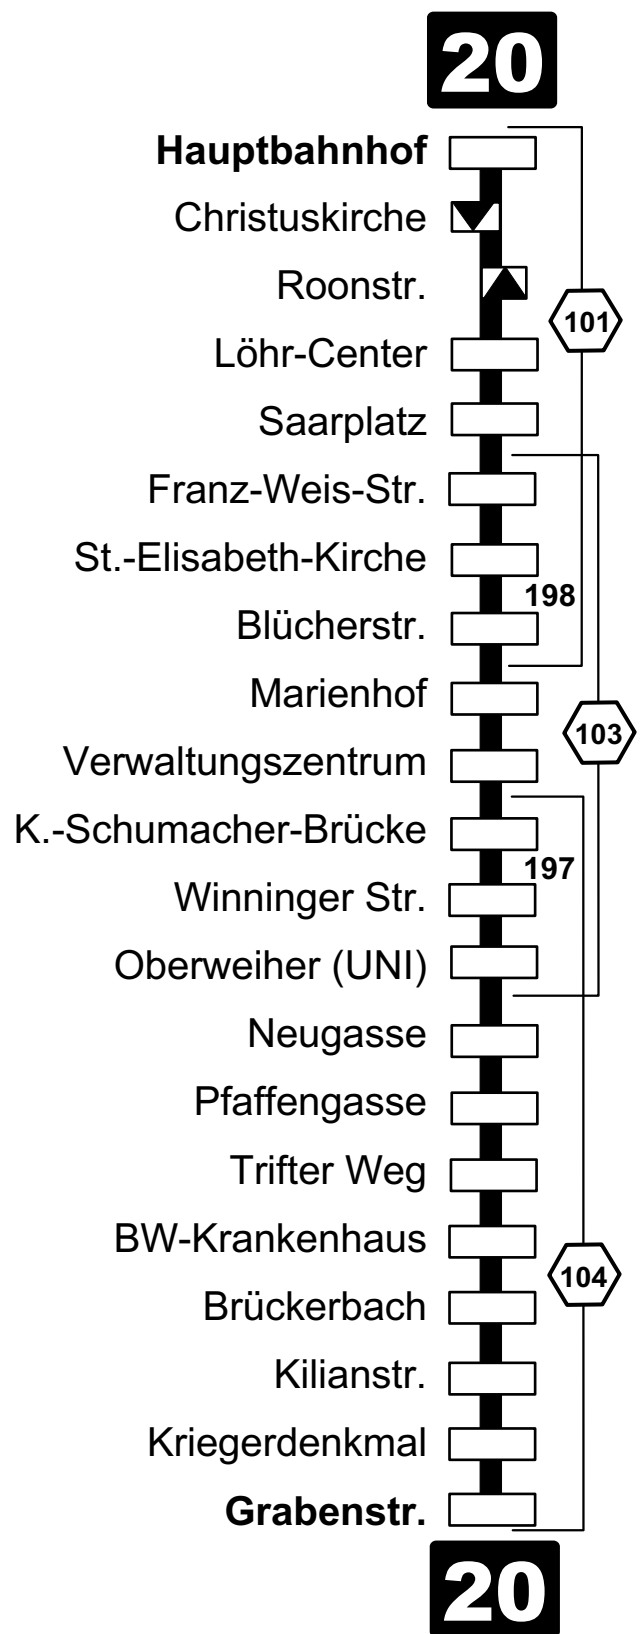 20
Hauptbahnhof
Christuskirche
Roonstr.
101
Löhr-Center
Saarplatz
Franz-Weis-Str.
St.-Elisabeth-Kirche
198
Blücherstr.
Marienhof
103
Verwaltungszentrum
K.-Schumacher-Brücke
197
Winninger Str.
Oberweiher (UNI)
Neugasse
Pfaffengasse
Trifter Weg
BW-Krankenhaus
104
Brückerbach
Kilianstr.
Kriegerdenkmal
Grabenstr.
20